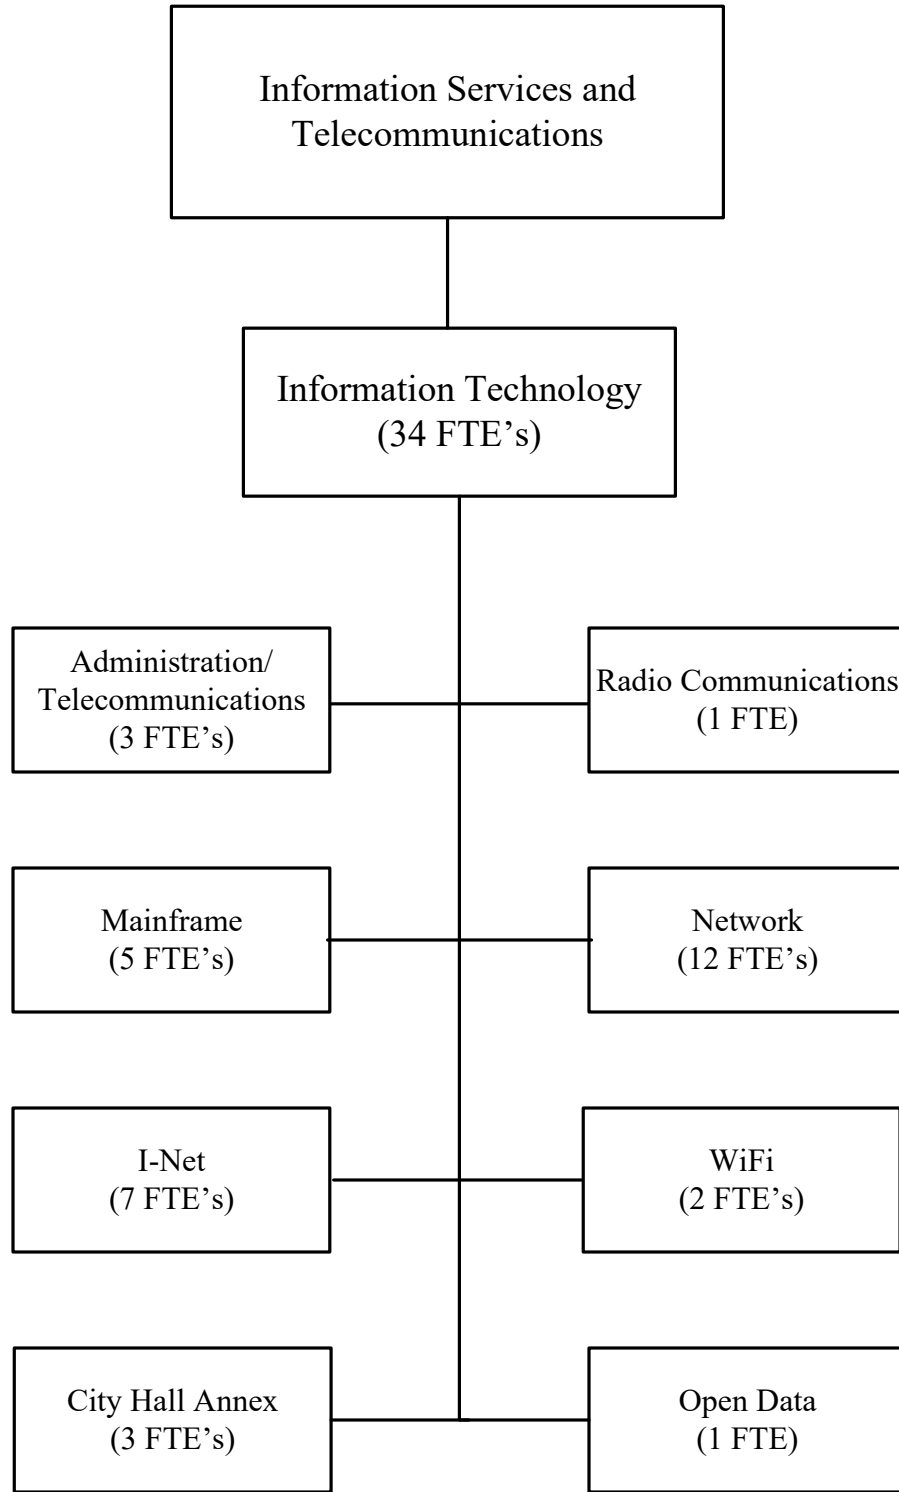 Information Services and
Telecommunications
Information Technology
(34 FTE’s)
Administration/
Telecommunications
(3 FTE’s)
Radio Communications
(1 FTE)
Mainframe
(5 FTE’s)
Network
(12 FTE’s)
I-Net
(7 FTE’s)
WiFi
(2 FTE’s)
City Hall Annex
(3 FTE’s)
Open Data
(1 FTE)